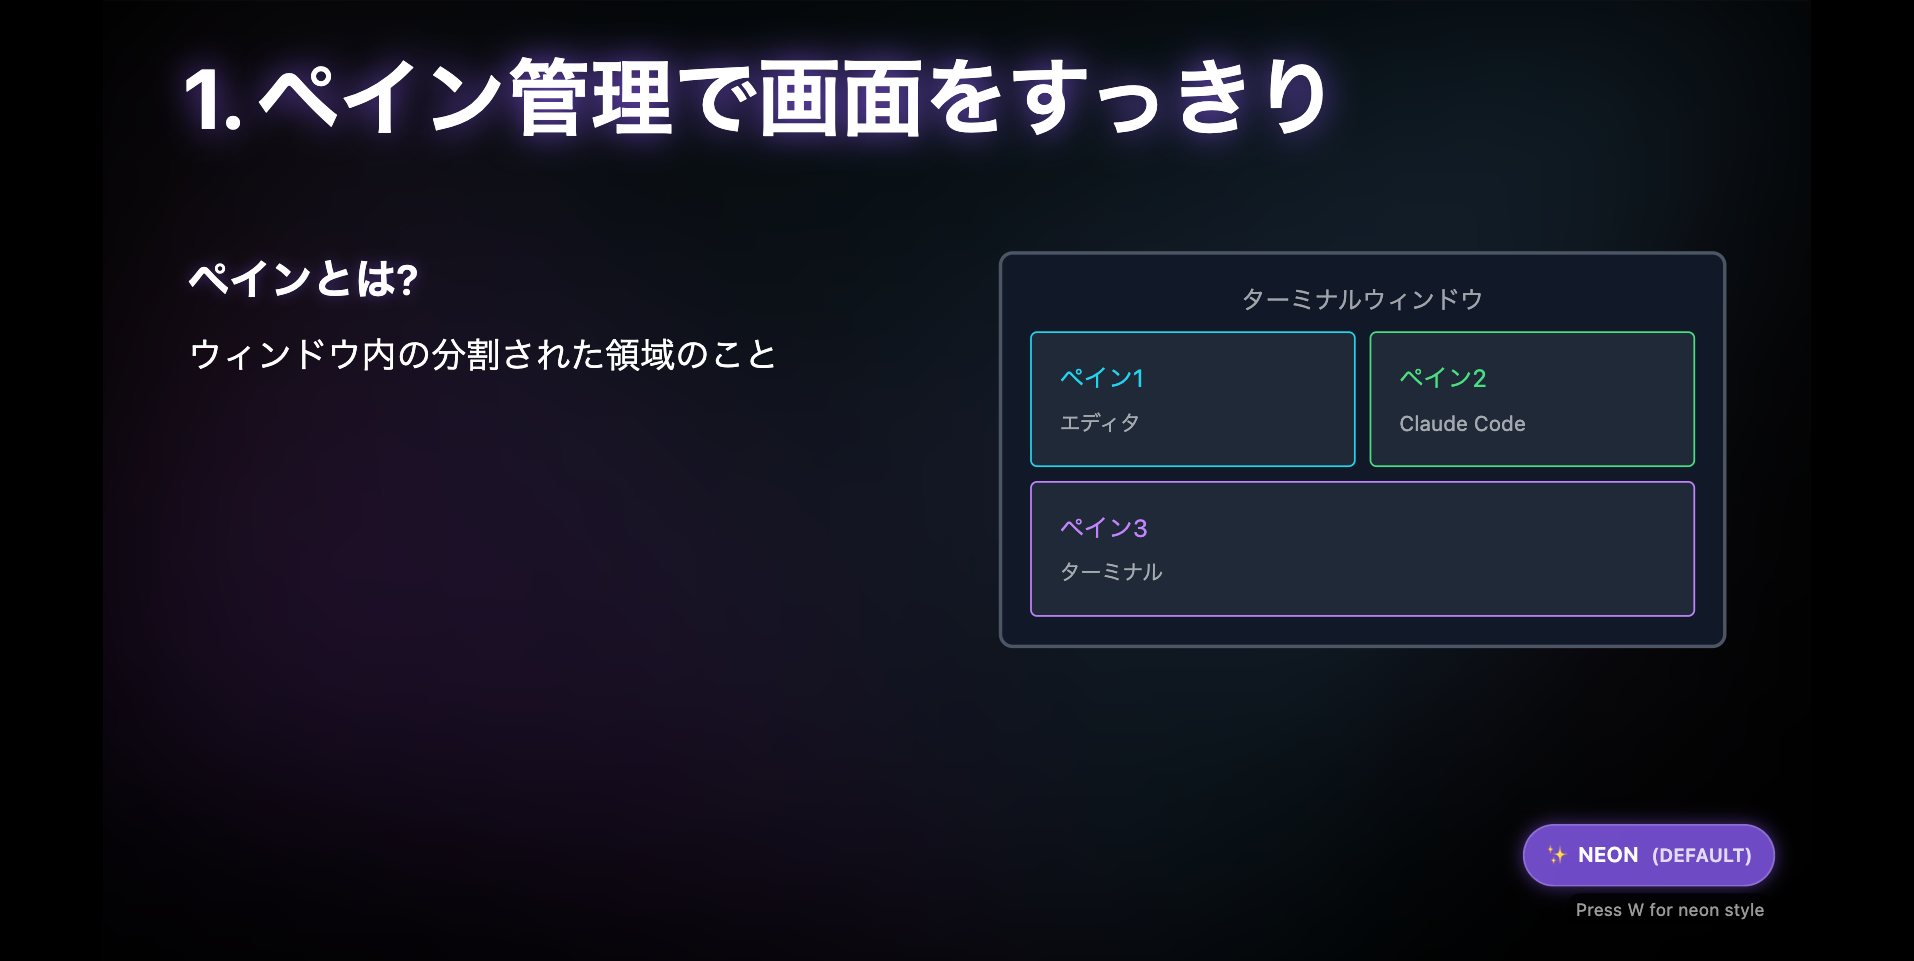 1. ペイン管理で画面をすっきり
ペインとは?
ウィンドウ内の分割された領域のこと
ターミナルウィンドウ
ペイン1
エディタ
ペイン2
Claude Code
ペイン3
ターミナル
✨ NEON (DEFAULT)
Press W for neon style